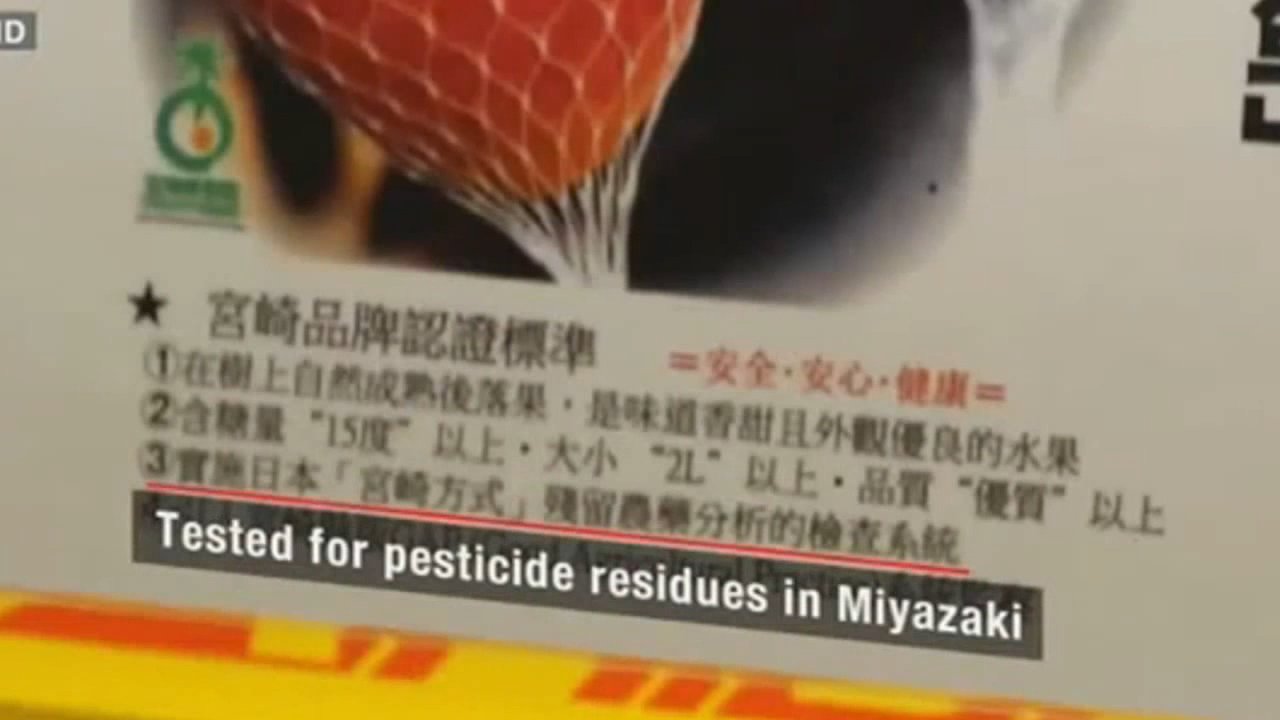 ★ 宮崎品牌認證標準
=安全·安心·健康=
①在樹上自然成熟後落果,是味道香甜且外觀優良的水果
②含糖量“15度”以上·大小“2L”以上·品質“優質”以上
③實施日本「宮崎方式」殘留農藥分析的檢查系統
Tested for pesticide residues in Miyazaki